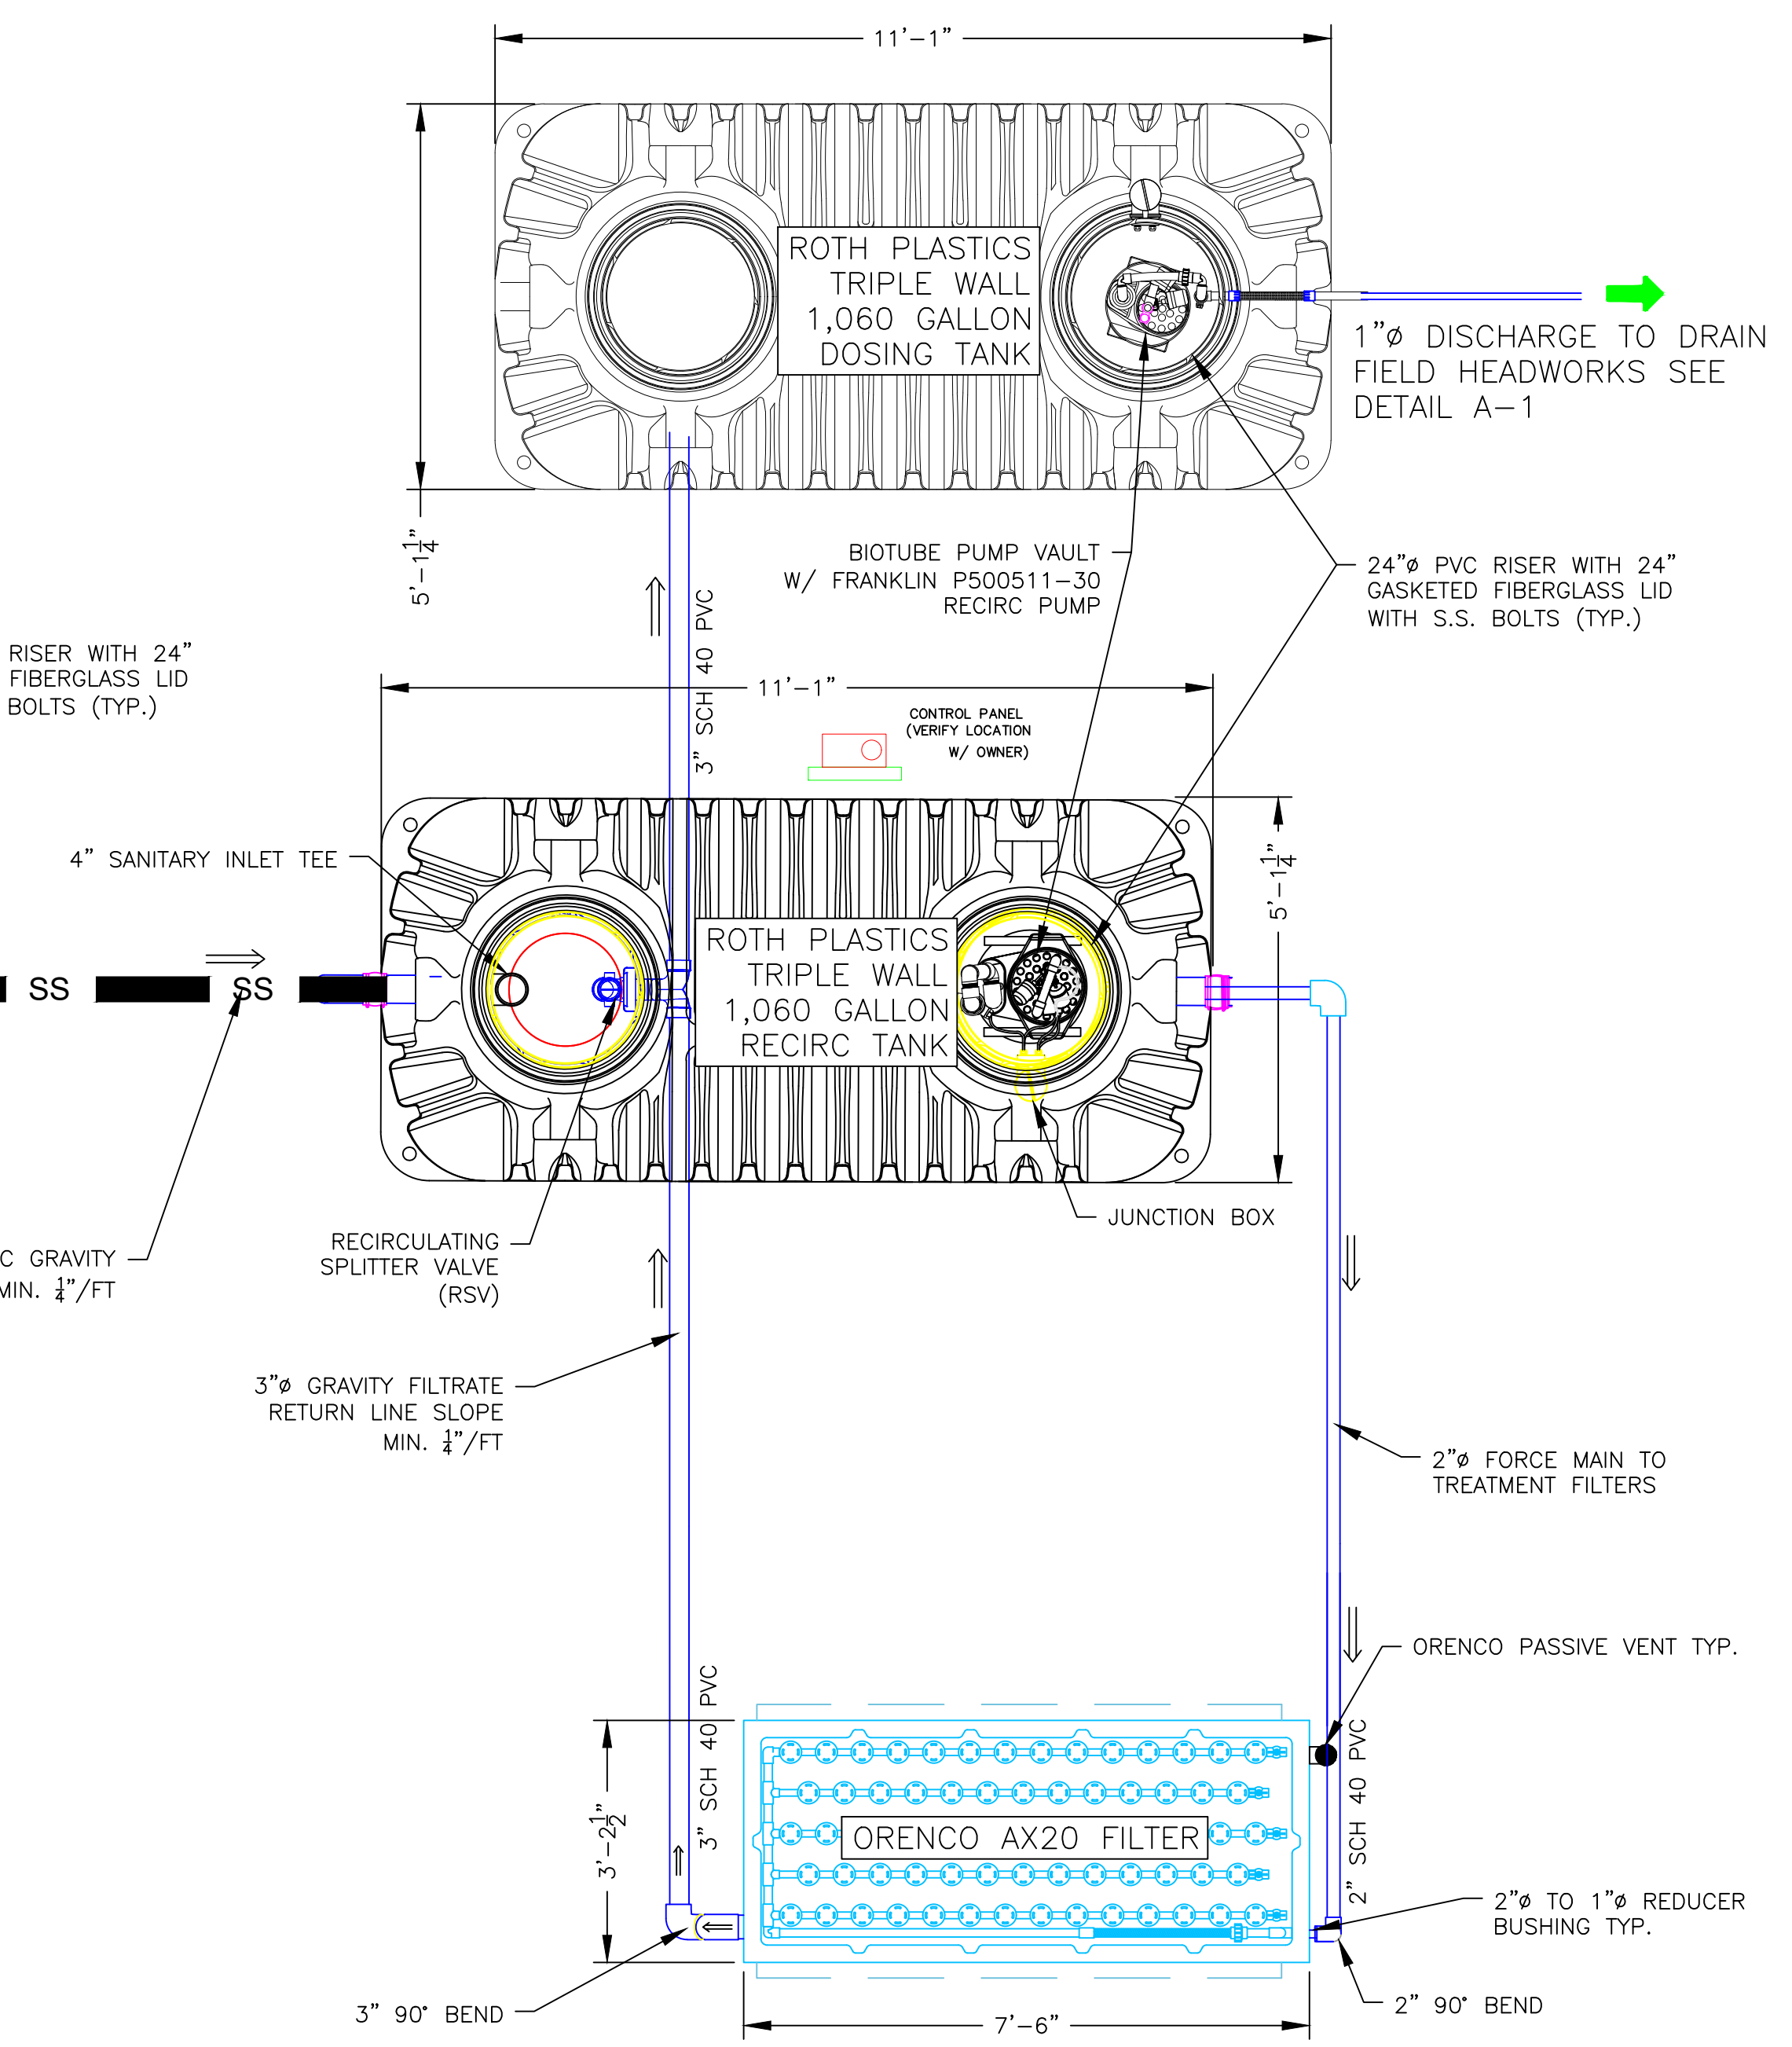 11'-1"
ROTH PLASTICS
TRIPLE WALL
1,060 GALLON
DOSING TANK
1"ø DISCHARGE TO DRAIN
FIELD HEADWORKS SEE
DETAIL A-1
5'-1 1/4"
BIOTUBE PUMP VAULT
W/ FRANKLIN P500511-30
RECIRC PUMP
24"ø PVC RISER WITH 24"
GASKETED FIBERGLASS LID
WITH S.S. BOLTS (TYP.)
3" SCH 40 PVC
RISER WITH 24"
FIBERGLASS LID
BOLTS (TYP.)
11'-1"
CONTROL PANEL
(VERIFY LOCATION
W/ OWNER)
4" SANITARY INLET TEE
5'-1 1/4"
ROTH PLASTICS
TRIPLE WALL
1,060 GALLON
RECIRC TANK
SS
SS
JUNCTION BOX
RECIRCULATING
SPLITTER VALVE
(RSV)
C GRAVITY
MIN. 1/4"/FT
3"ø GRAVITY FILTRATE
RETURN LINE SLOPE
MIN. 1/4"/FT
2"ø FORCE MAIN TO
TREATMENT FILTERS
ORENCO PASSIVE VENT TYP.
3" SCH 40 PVC
2" SCH 40 PVC
3'-2 1/2"
ORENCO AX20 FILTER
2"ø TO 1"ø REDUCER
BUSHING TYP.
3" 90° BEND
2" 90° BEND
7'-6"